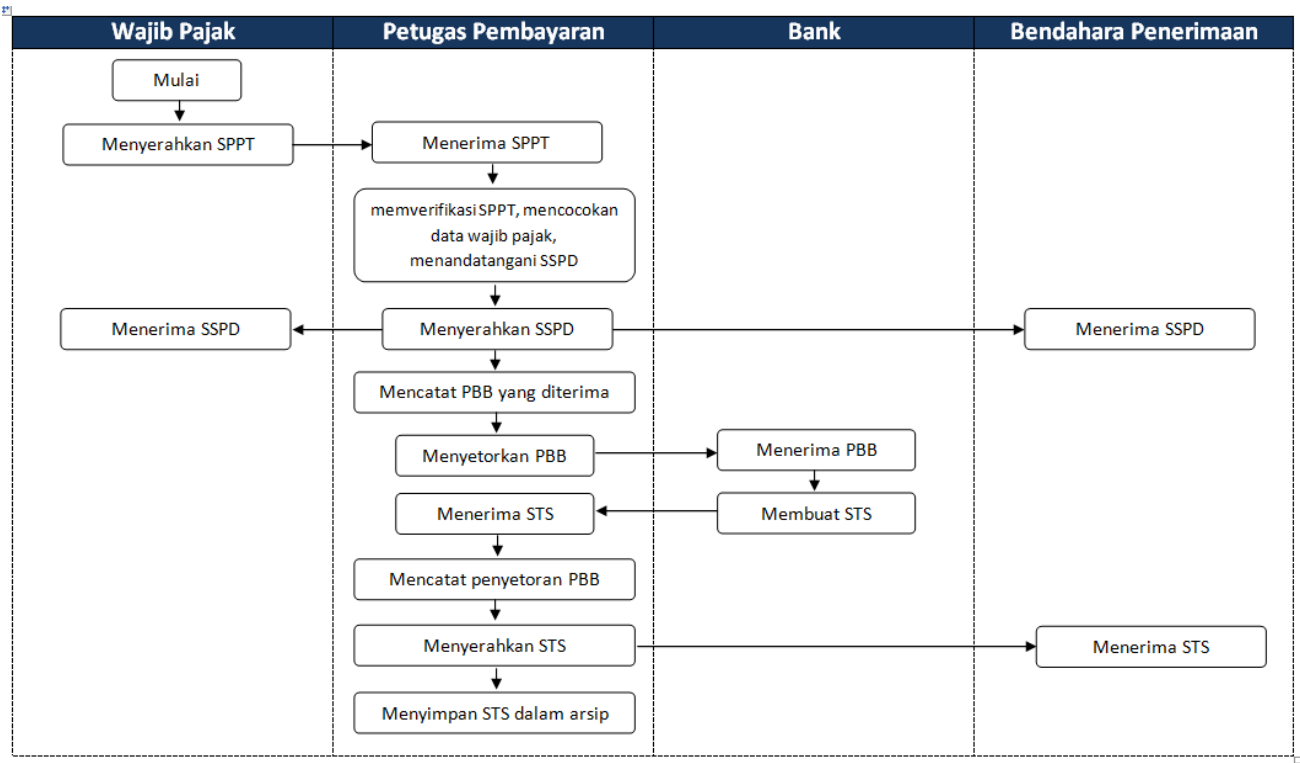 Wajib Pajak
Petugas Pembayaran
Bank
Bendahara Penerimaan
Mulai
Menyerahkan SPPT
Menerima SPPT
memverifikasi SPPT, mencocokan
data wajib pajak,
menandatangani SSPD
Menerima SSPD
Menyerahkan SSPD
Menerima SSPD
Mencatat PBB yang diterima
Menyetorkan PBB
Menerima PBB
Menerima STS
Membuat STS
Mencatat penyetoran PBB
Menyerahkan STS
Menerima STS
Menyimpan STS dalam arsip